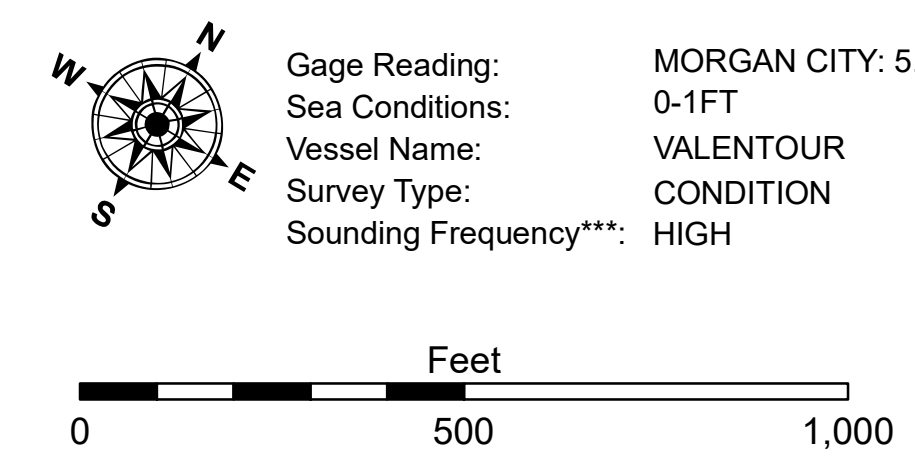 N
W
E
S
Gage Reading: MORGAN CITY: 5.
Sea Conditions: 0-1FT
Vessel Name: VALENTOUR
Survey Type: CONDITION
Sounding Frequency***: HIGH
Feet
0 500 1,000